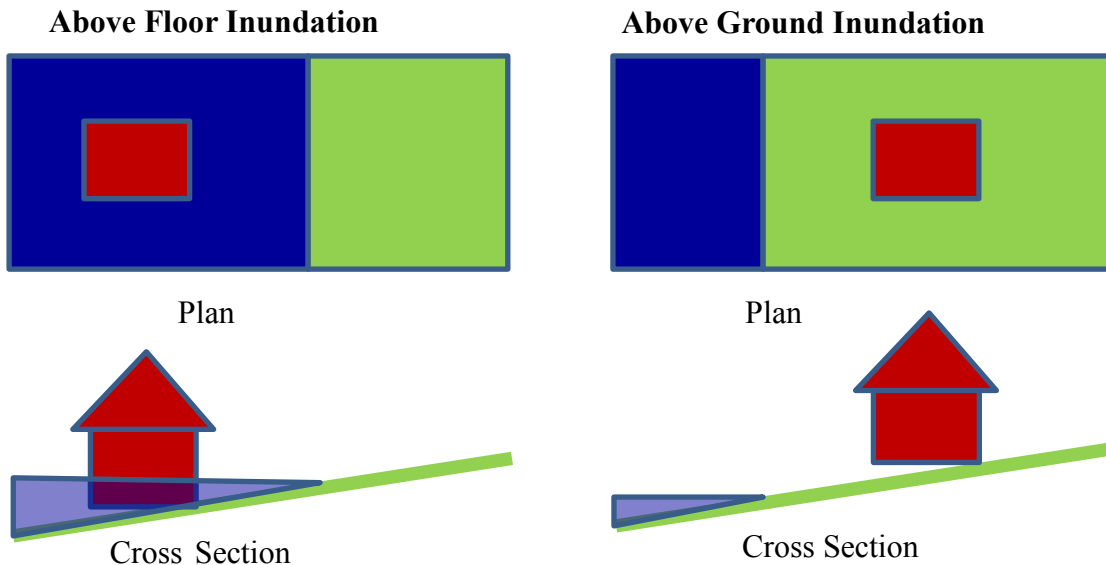 Above Floor Inundation
Above Ground Inundation
Plan
Plan
Cross Section
Cross Section